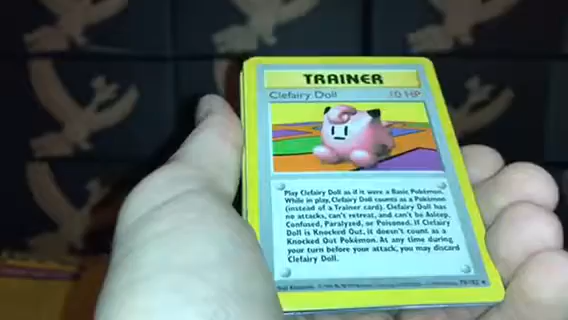 TRAINER
Clefairy Doll 10 HP
Play Clefairy Doll as if it were a Basic Pokémon.
While in play, Clefairy Doll counts as a Pokémon
(instead of a Trainer card). Clefairy Doll has
no attacks, can't retreat, and can't be Asleep,
Confused, Paralyzed, or Poisoned. If Clefairy
Doll is Knocked Out, it doesn't count as a
Knocked Out Pokémon. At any time during
your turn before your attack, you may discard
Clefairy Doll.
70/102